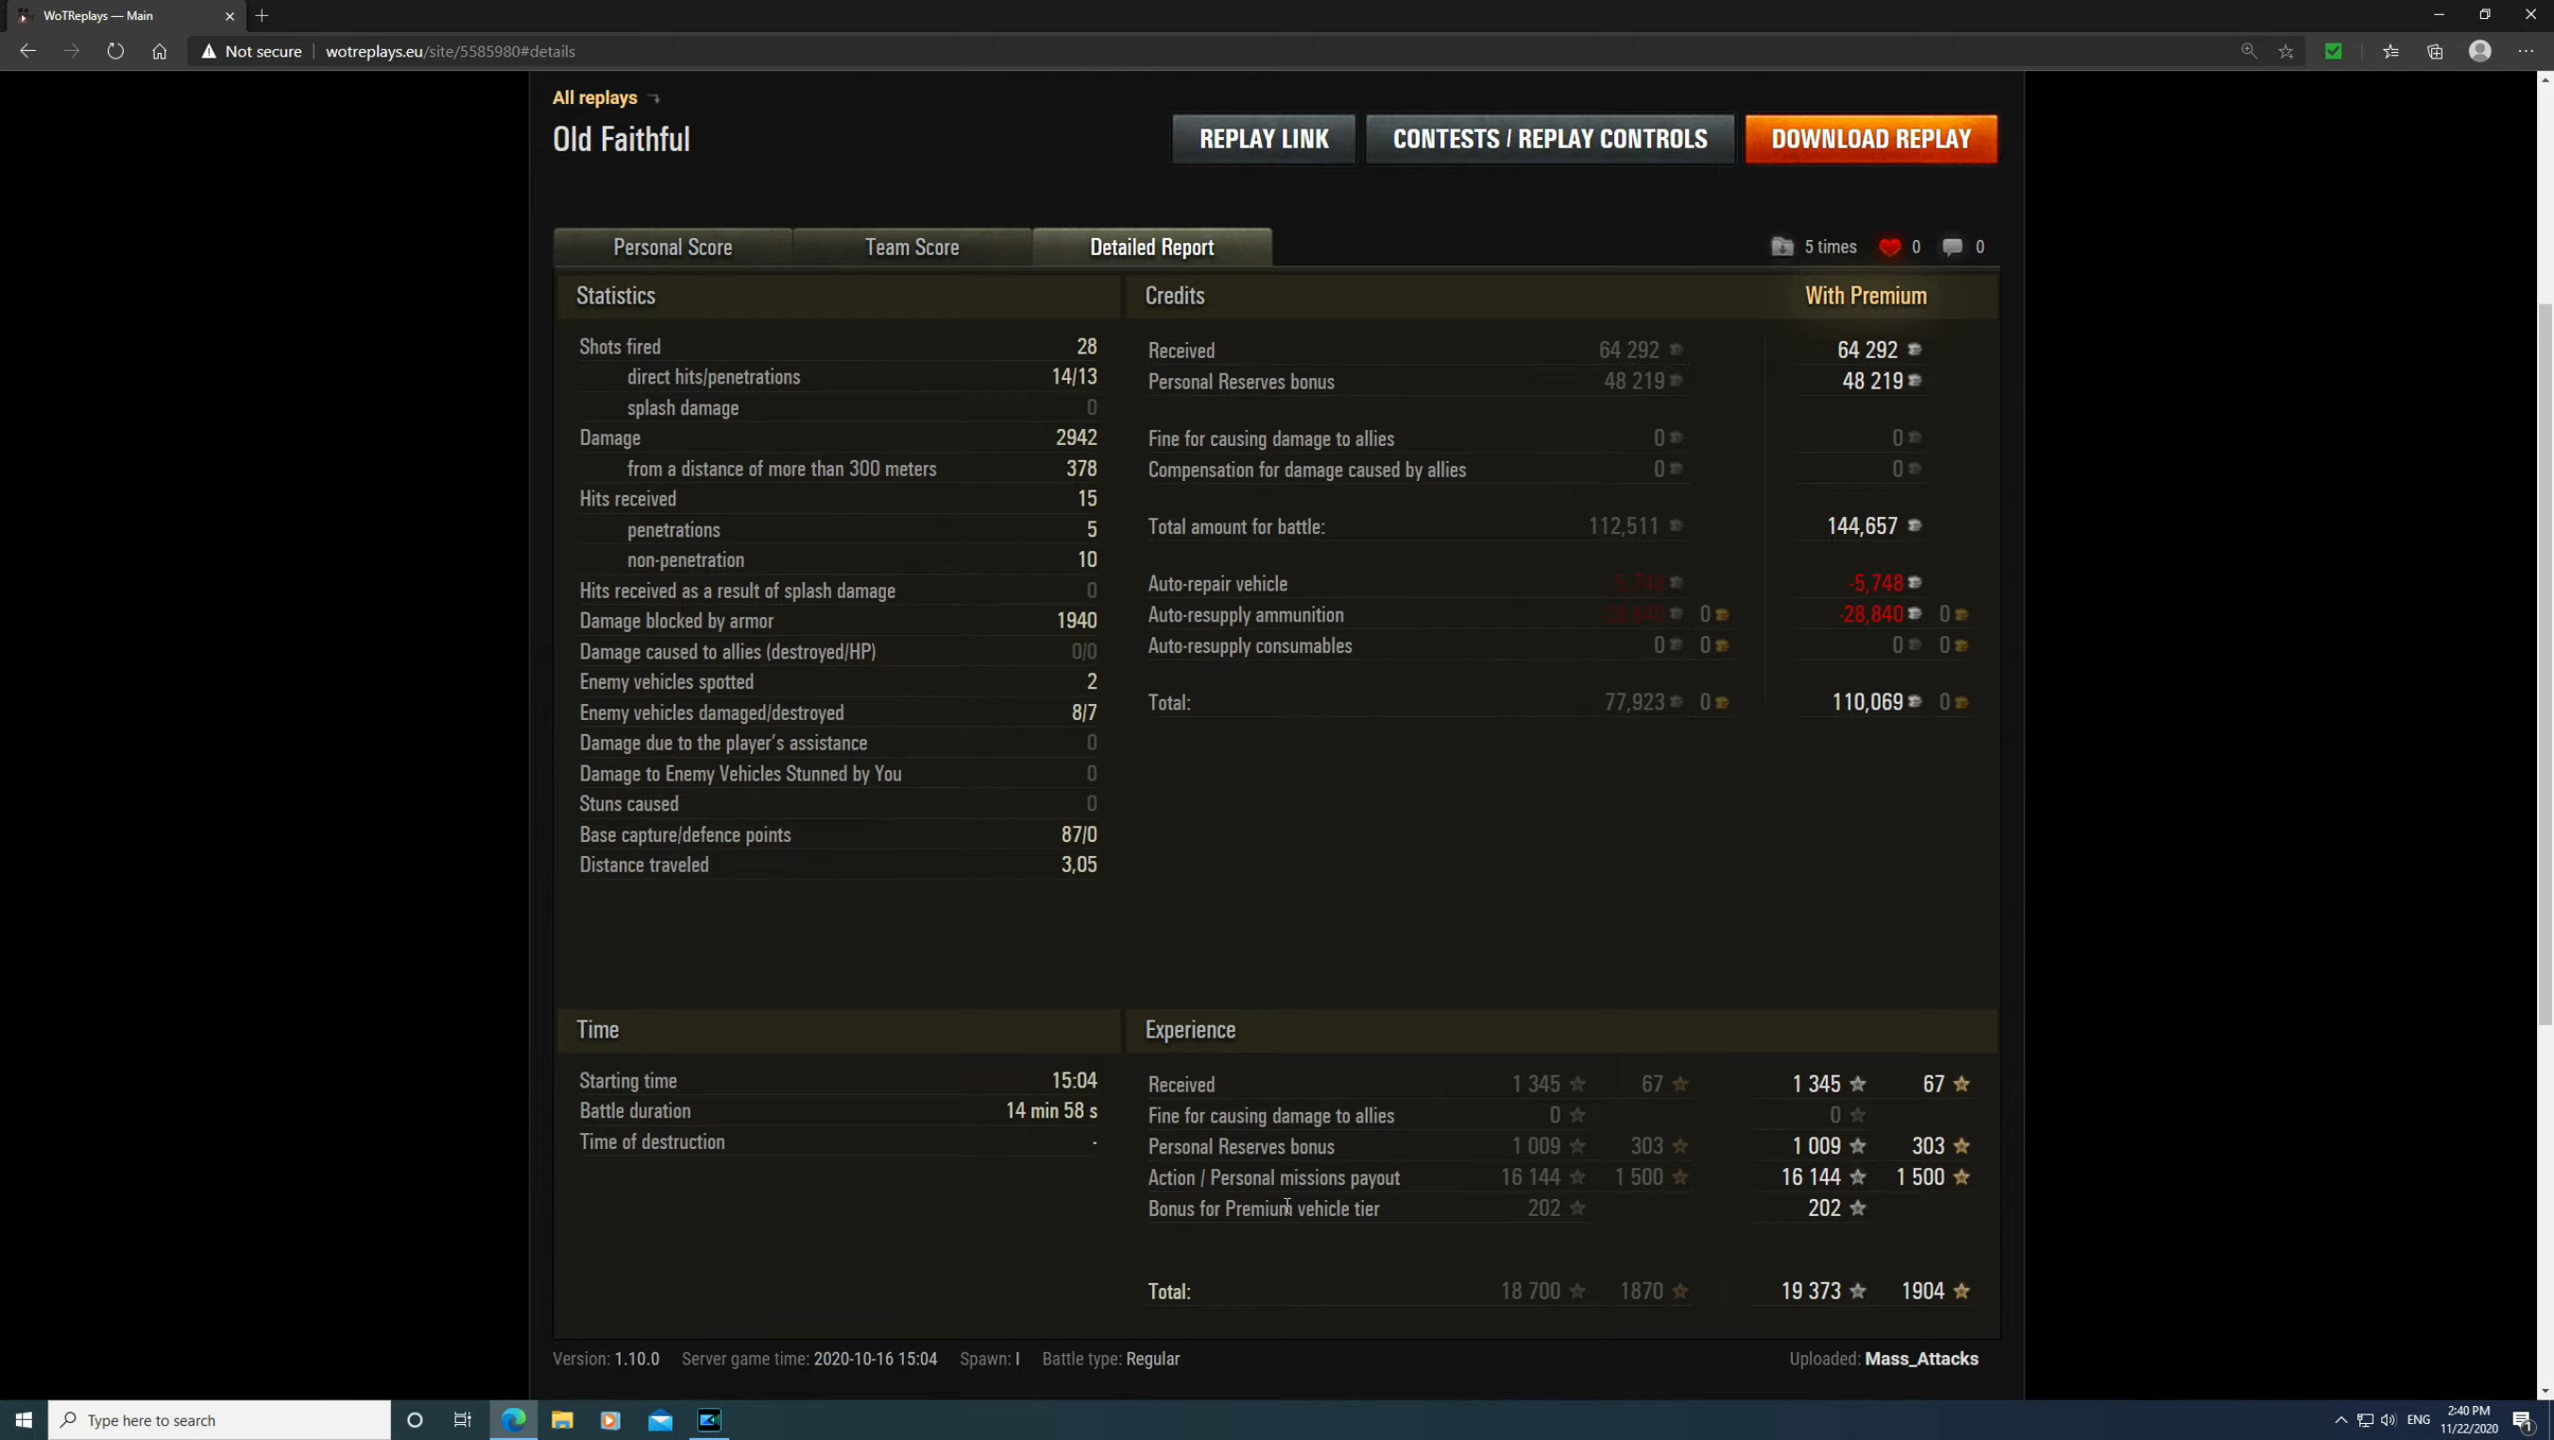 WoTReplays — Main
Not secure wotreplays.eu/site/5585980#details
All replays
Old Faithful
REPLAY LINK
CONTESTS / REPLAY CONTROLS
DOWNLOAD REPLAY
Personal Score
Team Score
Detailed Report
5 times 0 0
Statistics
Shots fired 28
direct hits/penetrations 14/13
splash damage 0
Damage 2942
from a distance of more than 300 meters 378
Hits received 15
penetrations 5
non-penetration 10
Hits received as a result of splash damage 0
Damage blocked by armor 1940
Damage caused to allies (destroyed/HP) 0/0
Enemy vehicles spotted 2
Enemy vehicles damaged/destroyed 8/7
Damage due to the player's assistance 0
Damage to Enemy Vehicles Stunned by You 0
Stuns caused 0
Base capture/defence points 87/0
Distance traveled 3,05
Credits With Premium
Received 64 292 64 292
Personal Reserves bonus 48 219 48 219
Fine for causing damage to allies 0 0
Compensation for damage caused by allies 0 0
Total amount for battle: 112,511 144,657
Auto-repair vehicle -5,748 -5,748
Auto-resupply ammunition -28,840 0 -28,840 0
Auto-resupply consumables 0 0 0 0
Total: 77,923 0 110,069 0
Time
Starting time 15:04
Battle duration 14 min 58 s
Time of destruction -
Experience
Received 1 345 67 1 345 67
Fine for causing damage to allies 0 0
Personal Reserves bonus 1 009 303 1 009 303
Action / Personal missions payout 16 144 1 500 16 144 1 500
Bonus for Premium vehicle tier 202 202
Total: 18 700 1870 19 373 1904
Version: 1.10.0 Server game time: 2020-10-16 15:04 Spawn: I Battle type: Regular Uploaded: Mass_Attacks
Type here to search
ENG
2:40 PM
11/22/2020
1